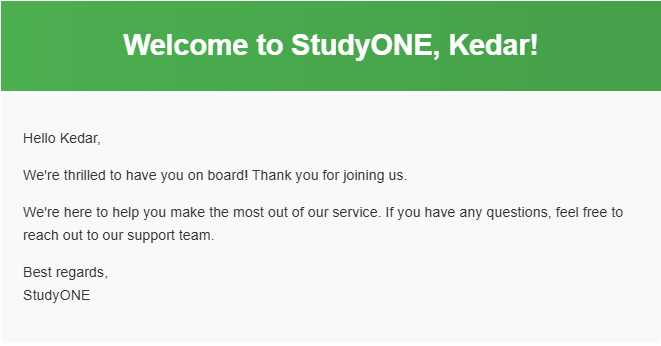 Welcome to StudyONE, Kedar!
Hello Kedar,
We're thrilled to have you on board! Thank you for joining us.
We're here to help you make the most out of our service. If you have any questions, feel free to
reach out to our support team.
Best regards,
StudyONE